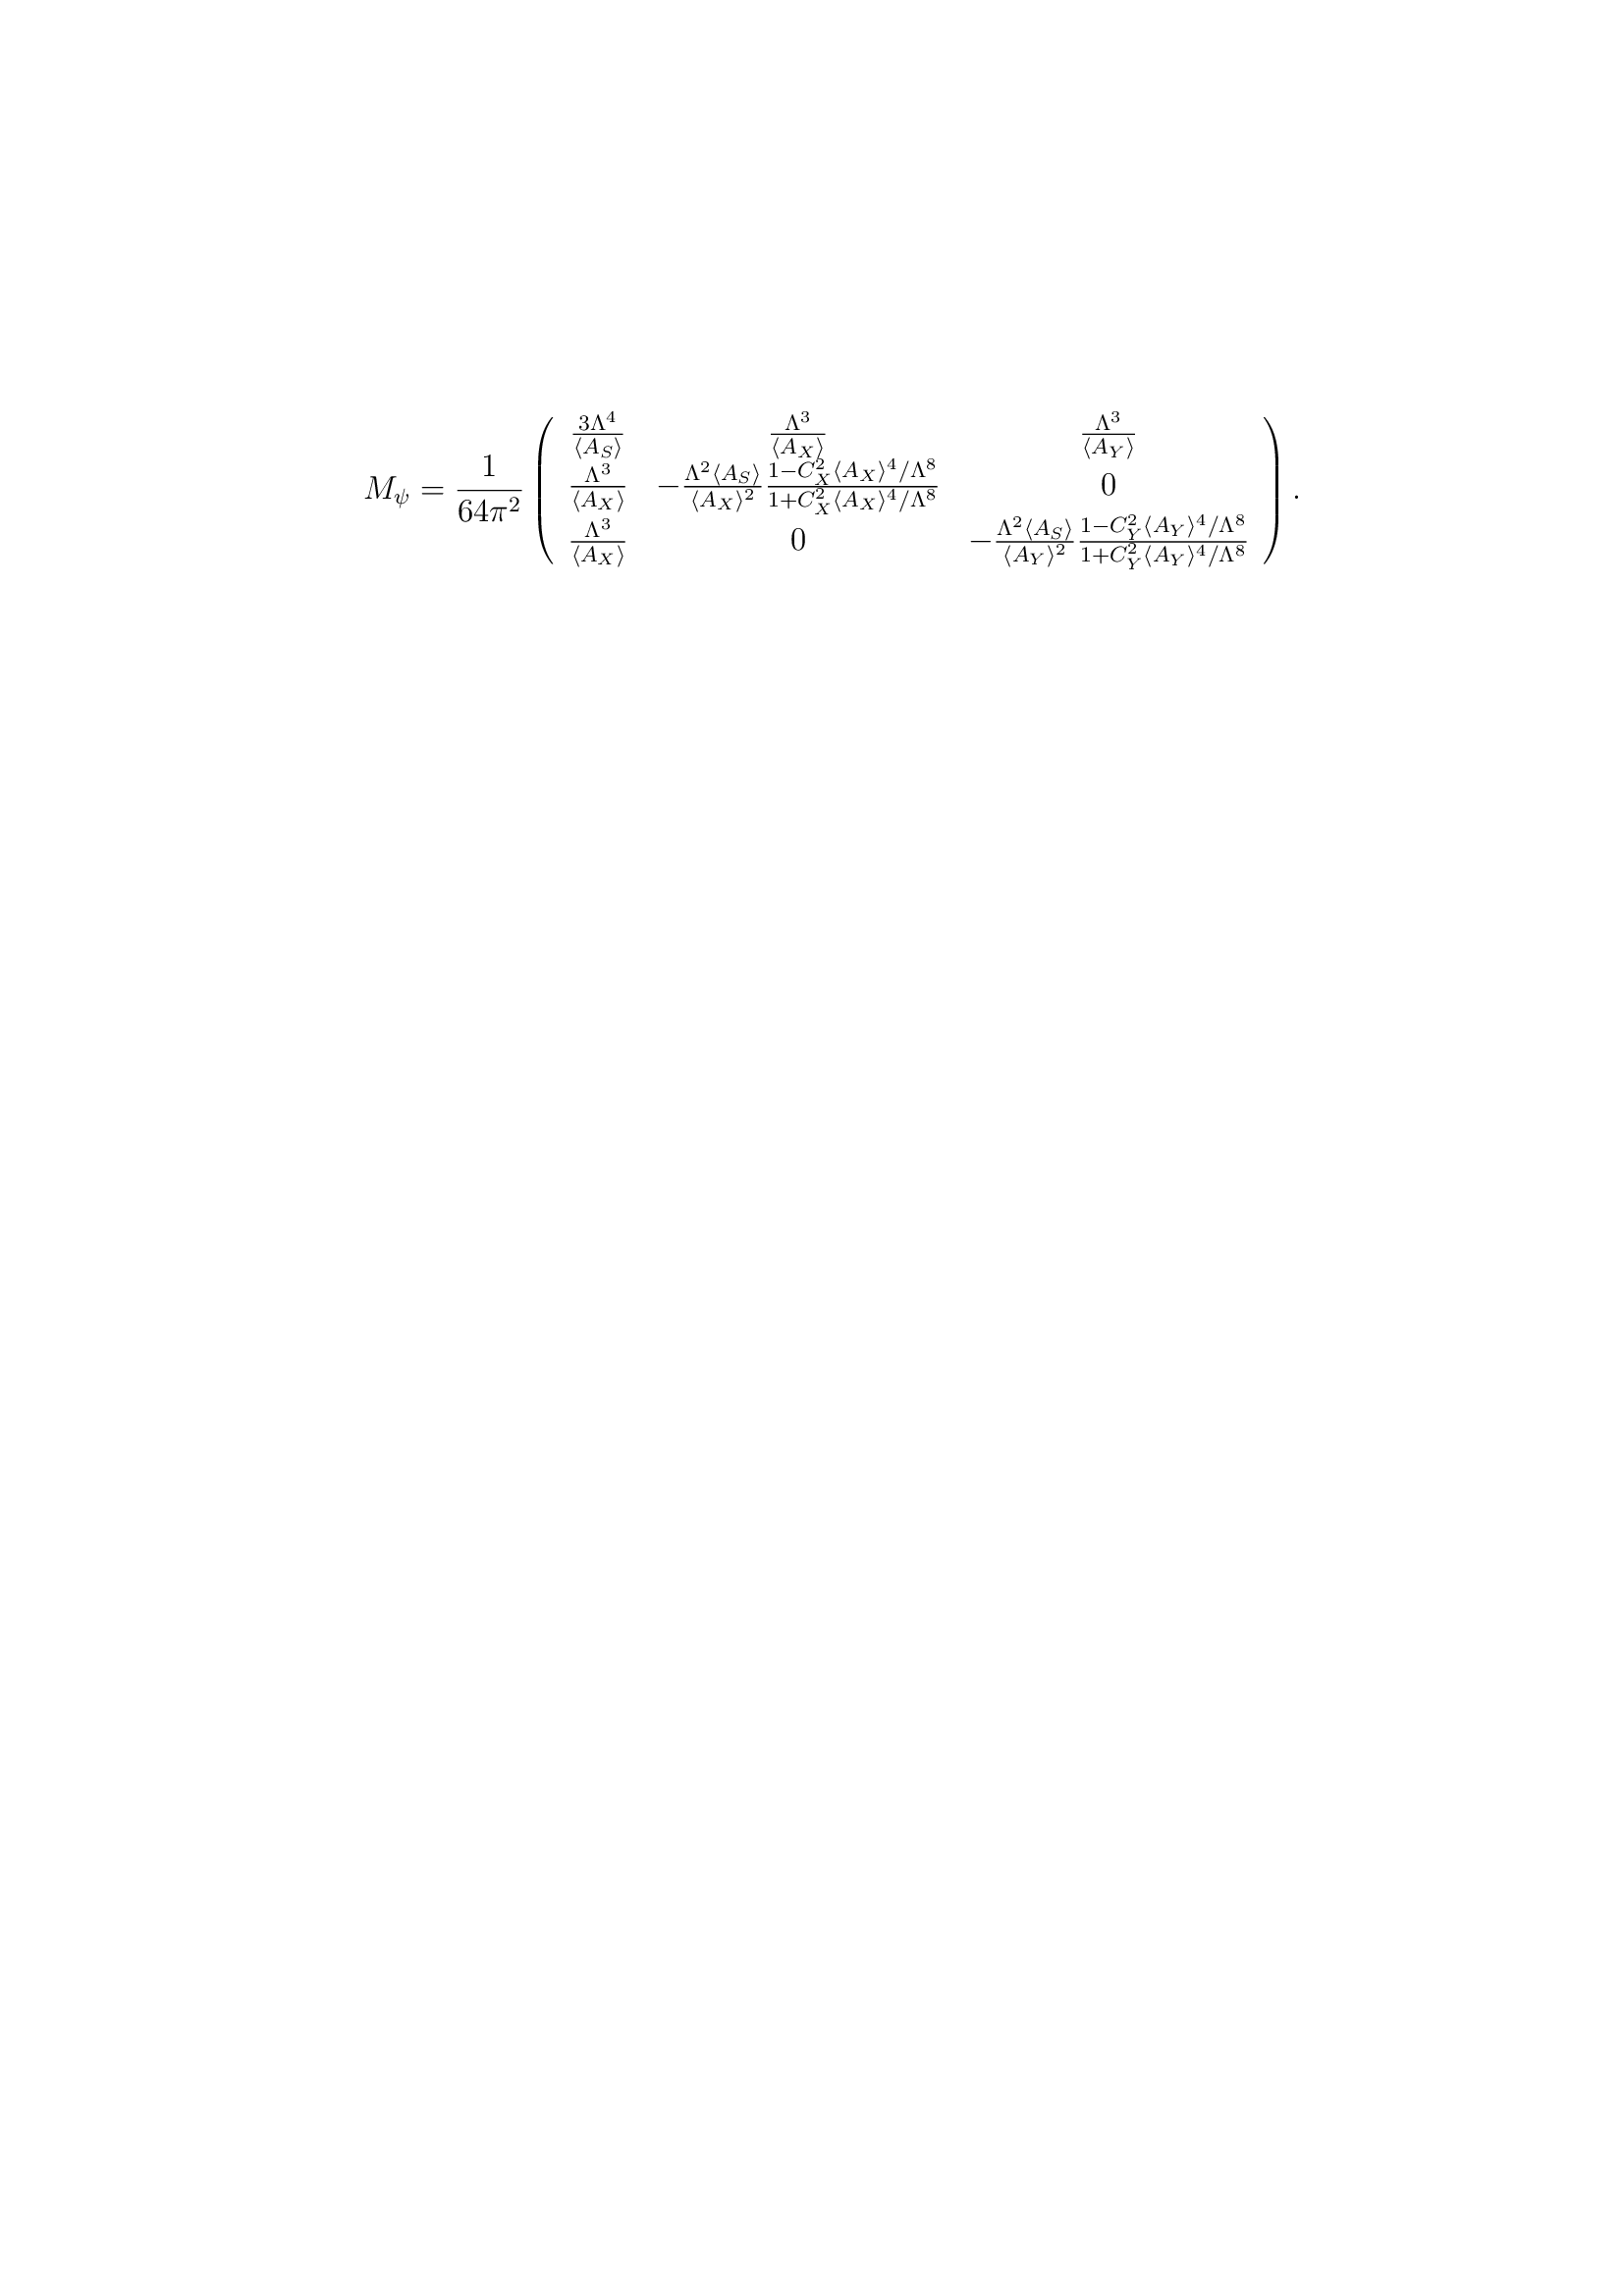 $$M_\psi = \frac{1}{64\pi^2} \left( \begin{array}{ccc} \frac{3\Lambda^4}{\langle A_S \rangle} & \frac{\Lambda^3}{\langle A_X \rangle} & \frac{\Lambda^3}{\langle A_Y \rangle} \\ \frac{\Lambda^3}{\langle A_X \rangle} & -\frac{\Lambda^2 \langle A_S \rangle}{\langle A_X \rangle^2} \frac{1 - C_X^2 \langle A_X \rangle^4 / \Lambda^8}{1 + C_X^2 \langle A_X \rangle^4 / \Lambda^8} & 0 \\ \frac{\Lambda^3}{\langle A_X \rangle} & 0 & -\frac{\Lambda^2 \langle A_S \rangle}{\langle A_Y \rangle^2} \frac{1 - C_Y^2 \langle A_Y \rangle^4 / \Lambda^8}{1 + C_Y^2 \langle A_Y \rangle^4 / \Lambda^8} \end{array} \right).$$